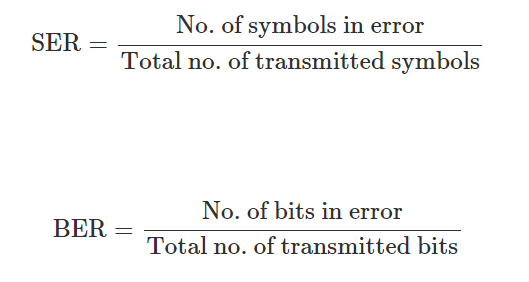 SER = No. of symbols in error / Total no. of transmitted symbols
BER = No. of bits in error / Total no. of transmitted bits